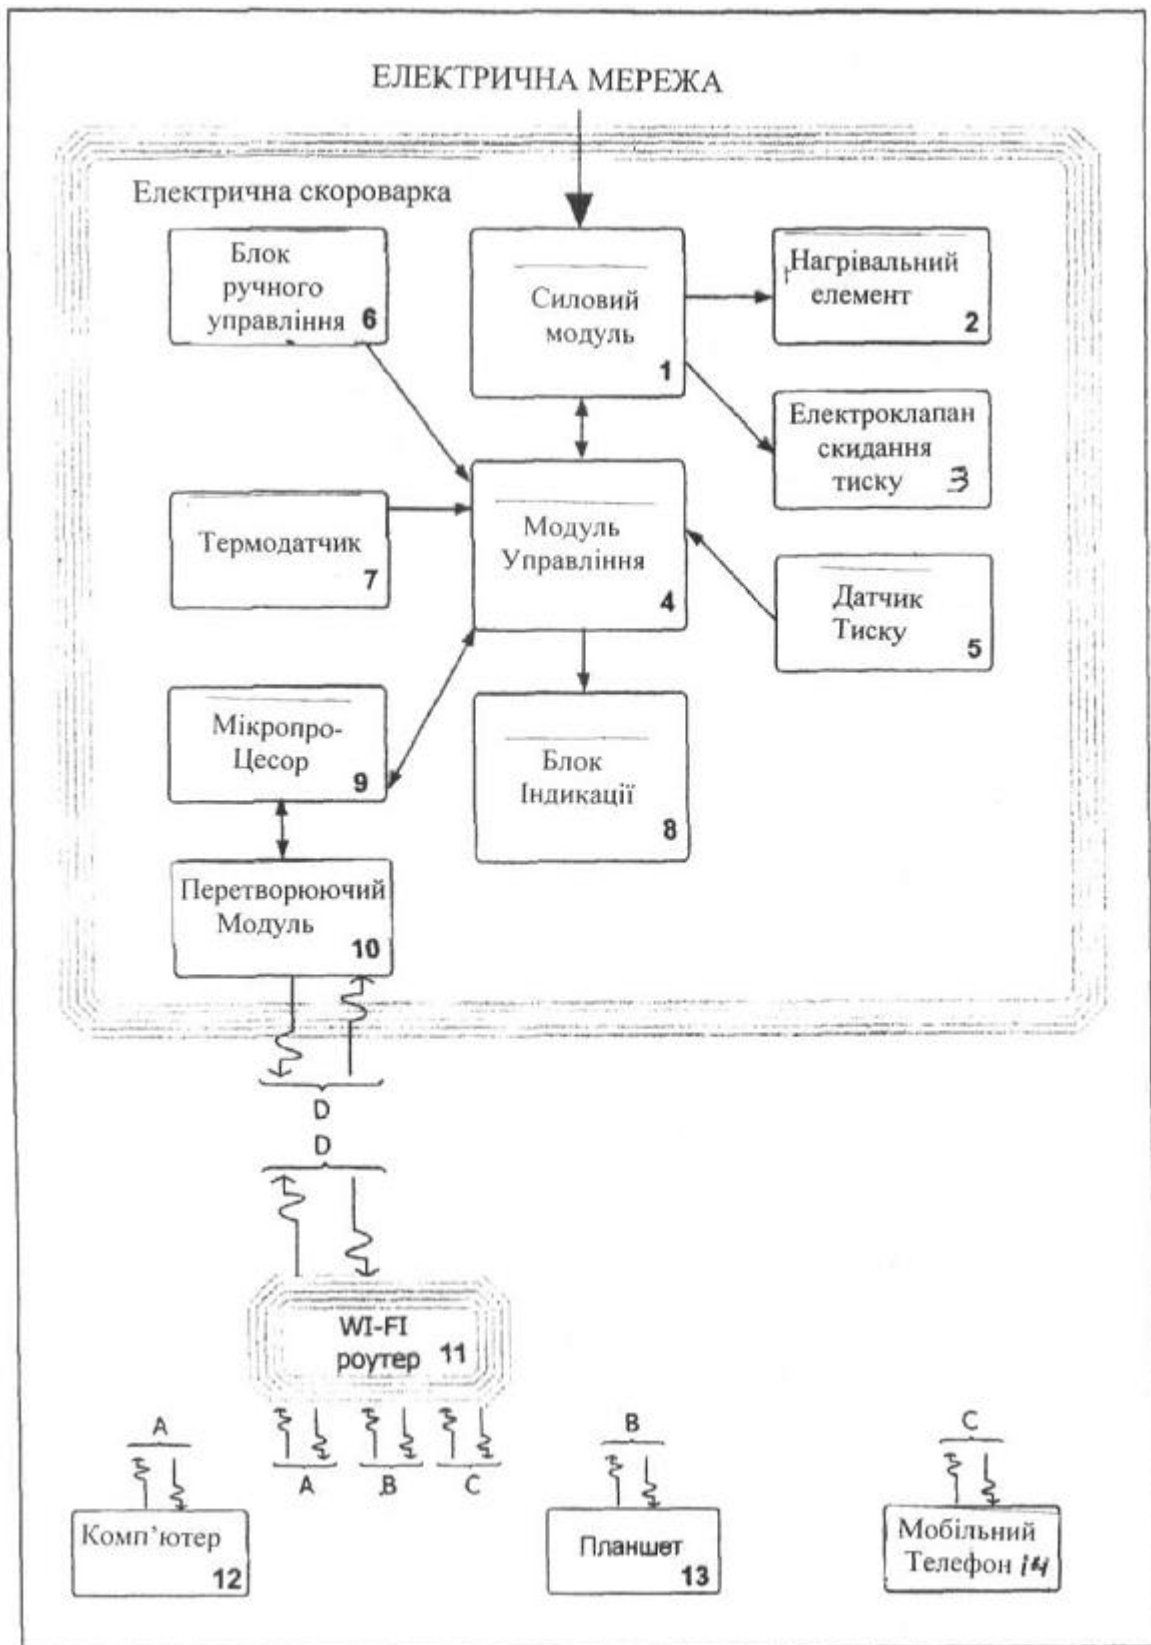 ЕЛЕКТРИЧНА МЕРЕЖА
Електрична скороварка
Блок
ручного
управління 6
Силовий
модуль
1
Нагрівальний
елемент
2
Електроклапан
скидання
тиску 3
Термодатчик
7
Модуль
Управління
4
Датчик
Тиску
5
Мікропро-
Цесор
9
Блок
Індикації
8
Перетворюючий
Модуль
10
D
D
WI-FI
роутер 11
A
B
C
A
B
C
Комп'ютер
12
Планшет
13
Мобільний
Телефон 14